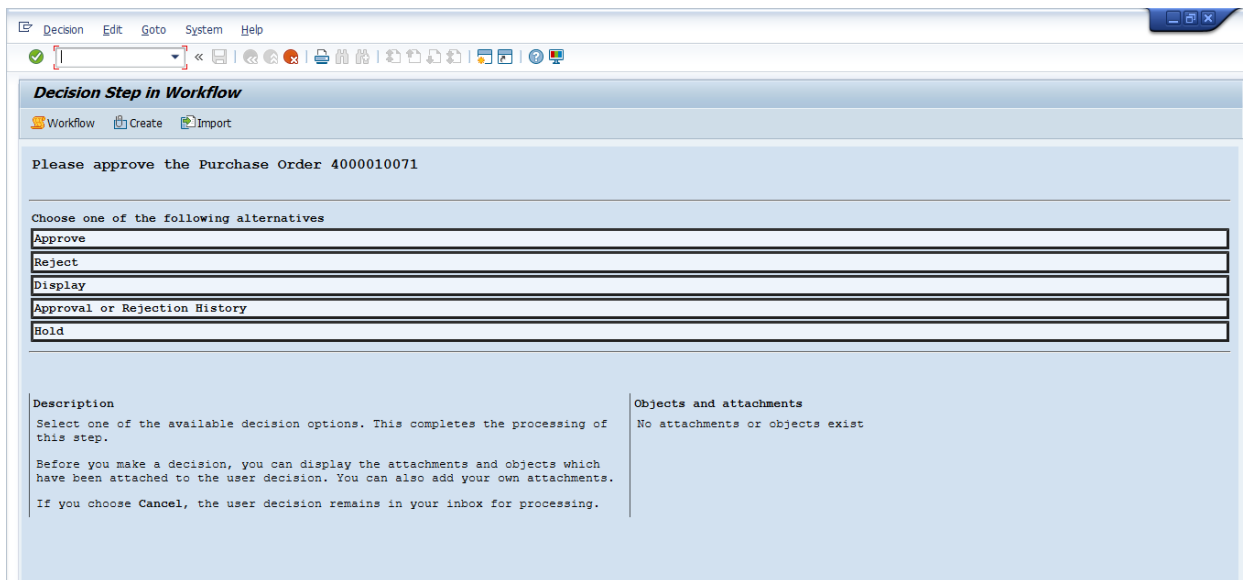 Decision Edit Goto System Help
Decision Step in Workflow
Workflow Create Import
Please approve the Purchase Order 4000010071
Choose one of the following alternatives
Approve
Reject
Display
Approval or Rejection History
Hold
Description
Select one of the available decision options. This completes the processing of
this step.
Before you make a decision, you can display the attachments and objects which
have been attached to the user decision. You can also add your own attachments.
If you choose Cancel, the user decision remains in your inbox for processing.
Objects and attachments
No attachments or objects exist